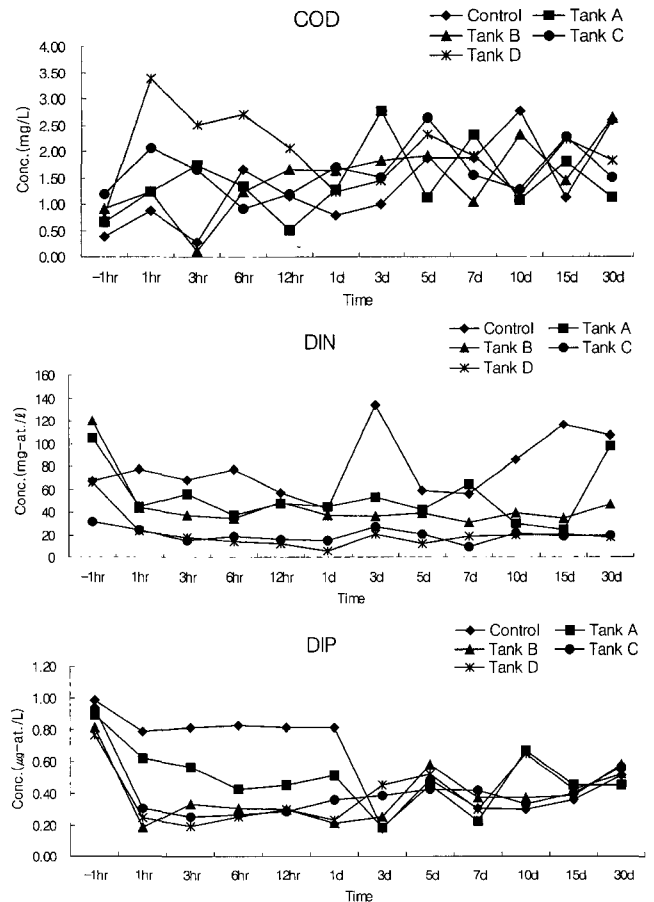 COD
Control Tank A
Tank B Tank C
Tank D
Conc.(mg/L)
4.00
3.50
3.00
2.50
2.00
1.50
1.00
0.50
0.00
-1hr 1hr 3hr 6hr 12hr 1d 3d 5d 7d 10d 15d 30d
Time
DIN
Control Tank A
Tank B Tank C
Tank D
Conc.(mg-at./ℓ)
160
140
120
100
80
60
40
20
0
-1hr 1hr 3hr 6hr 12hr 1d 3d 5d 7d 10d 15d 30d
Time
DIP
Control Tank A
Tank B Tank C
Tank D
Conc.(μg-at./L)
1.20
1.00
0.80
0.60
0.40
0.20
0.00
-1hr 1hr 3hr 6hr 12hr 1d 3d 5d 7d 10d 15d 30d
Time